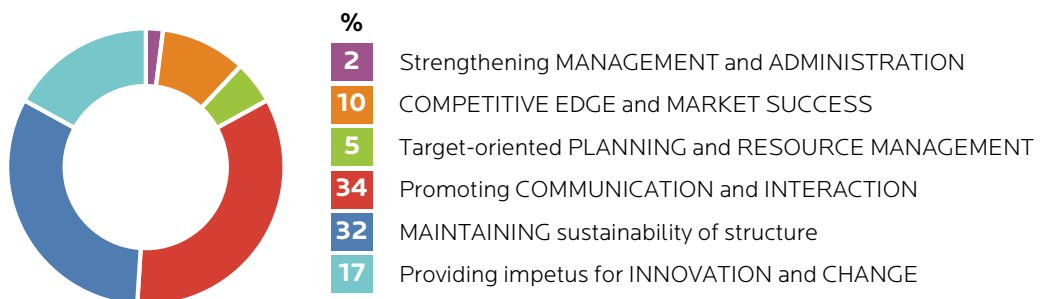 %
2 Strengthening MANAGEMENT and ADMINISTRATION
10 COMPETITIVE EDGE and MARKET SUCCESS
5 Target-oriented PLANNING and RESOURCE MANAGEMENT
34 Promoting COMMUNICATION and INTERACTION
32 MAINTAINING sustainability of structure
17 Providing impetus for INNOVATION and CHANGE